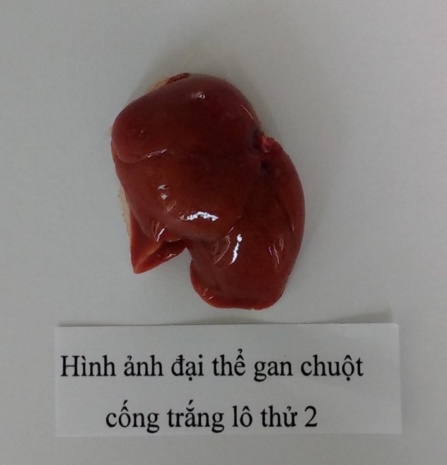 Hình ảnh đại thể gan chuột
cống trắng lô thử 2